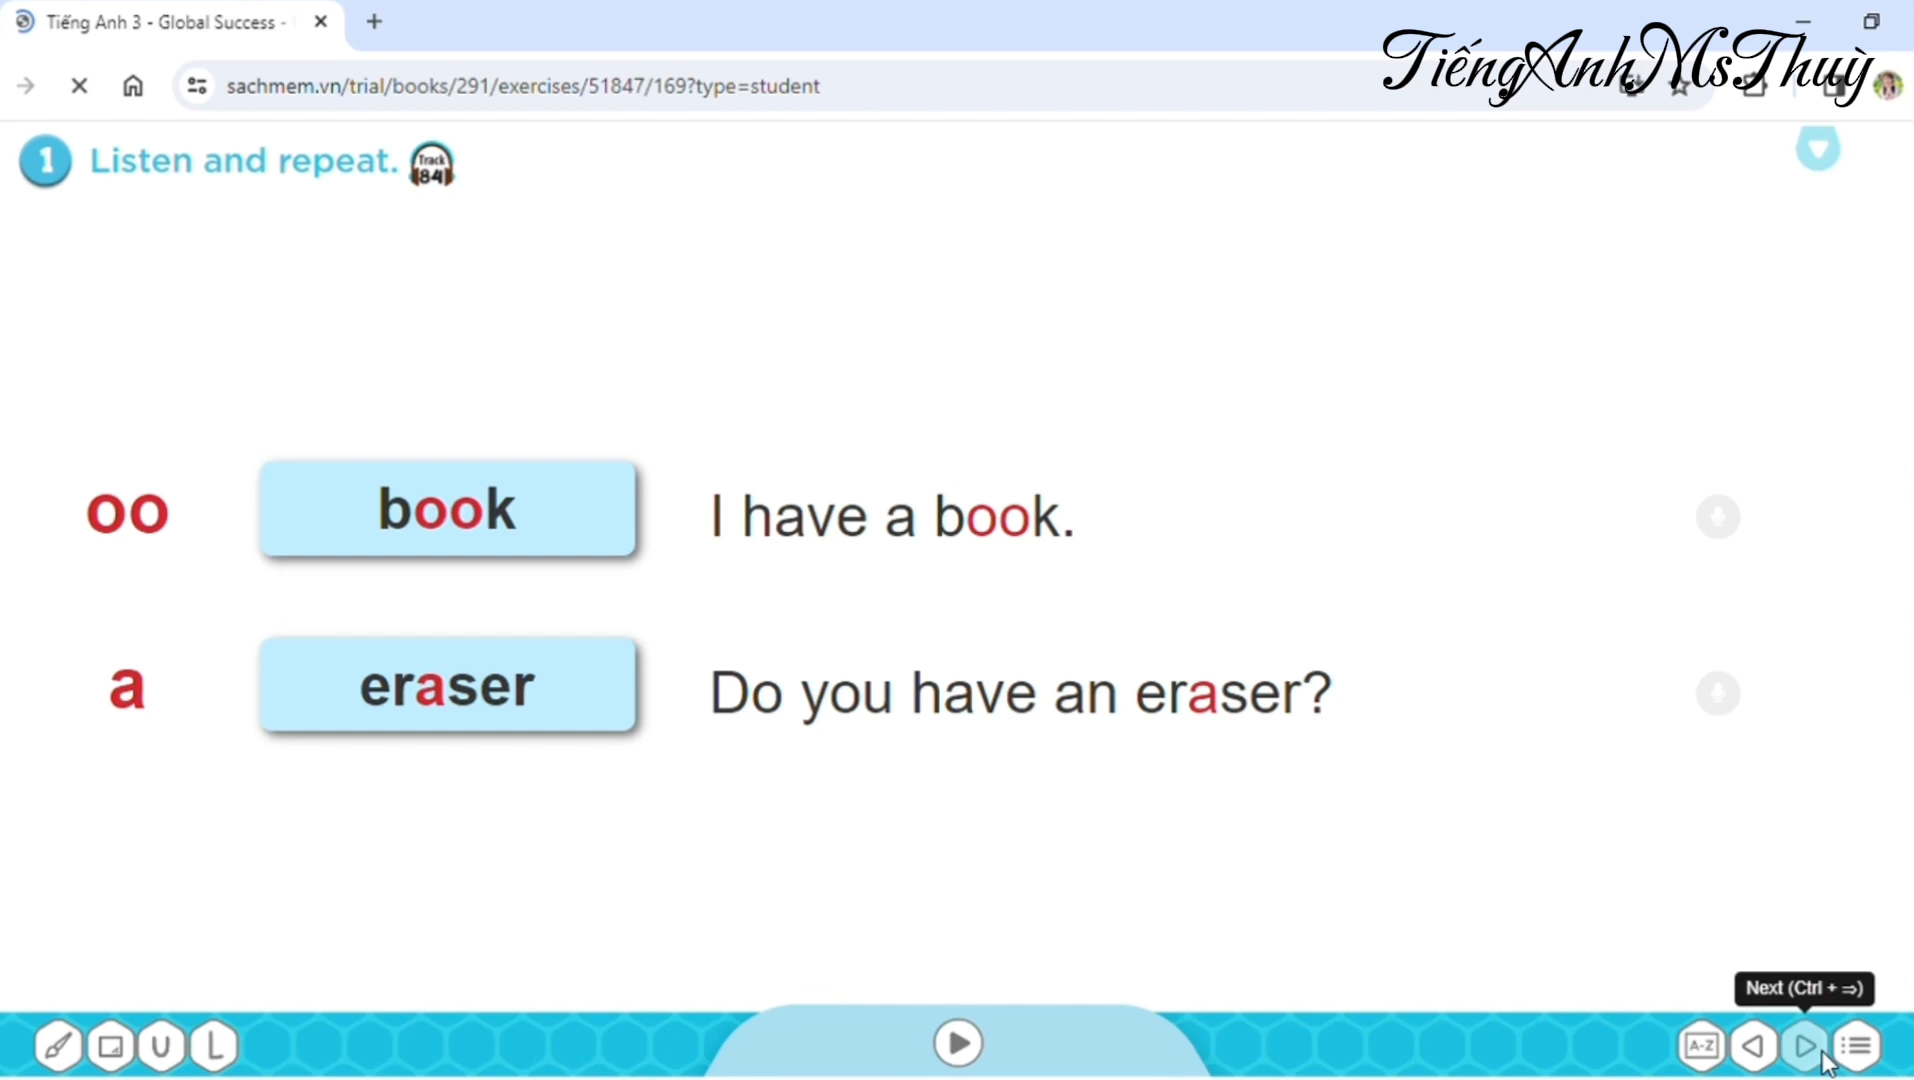 Tiếng Anh 3 - Global Success -
TiếngAnhMsThuỳ
sachmem.vn/trial/books/291/exercises/51847/169?type=student
1 Listen and repeat. Track 84
oo book I have a book.
a eraser Do you have an eraser?
Next (Ctrl + ⇒)
U L A-Z